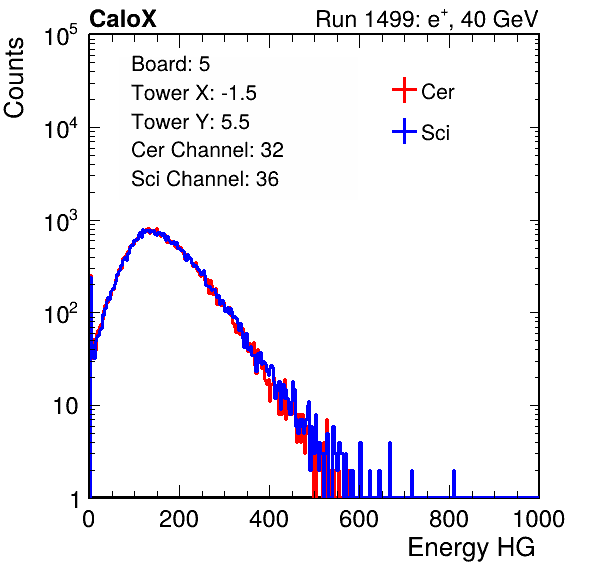 CaloX Run 1499: e⁺, 40 GeV
Counts
10⁵
10⁴
10³
10²
10
1
Board: 5
Tower X: -1.5
Tower Y: 5.5
Cer Channel: 32
Sci Channel: 36
Cer
Sci
0 200 400 600 800 1000
Energy HG